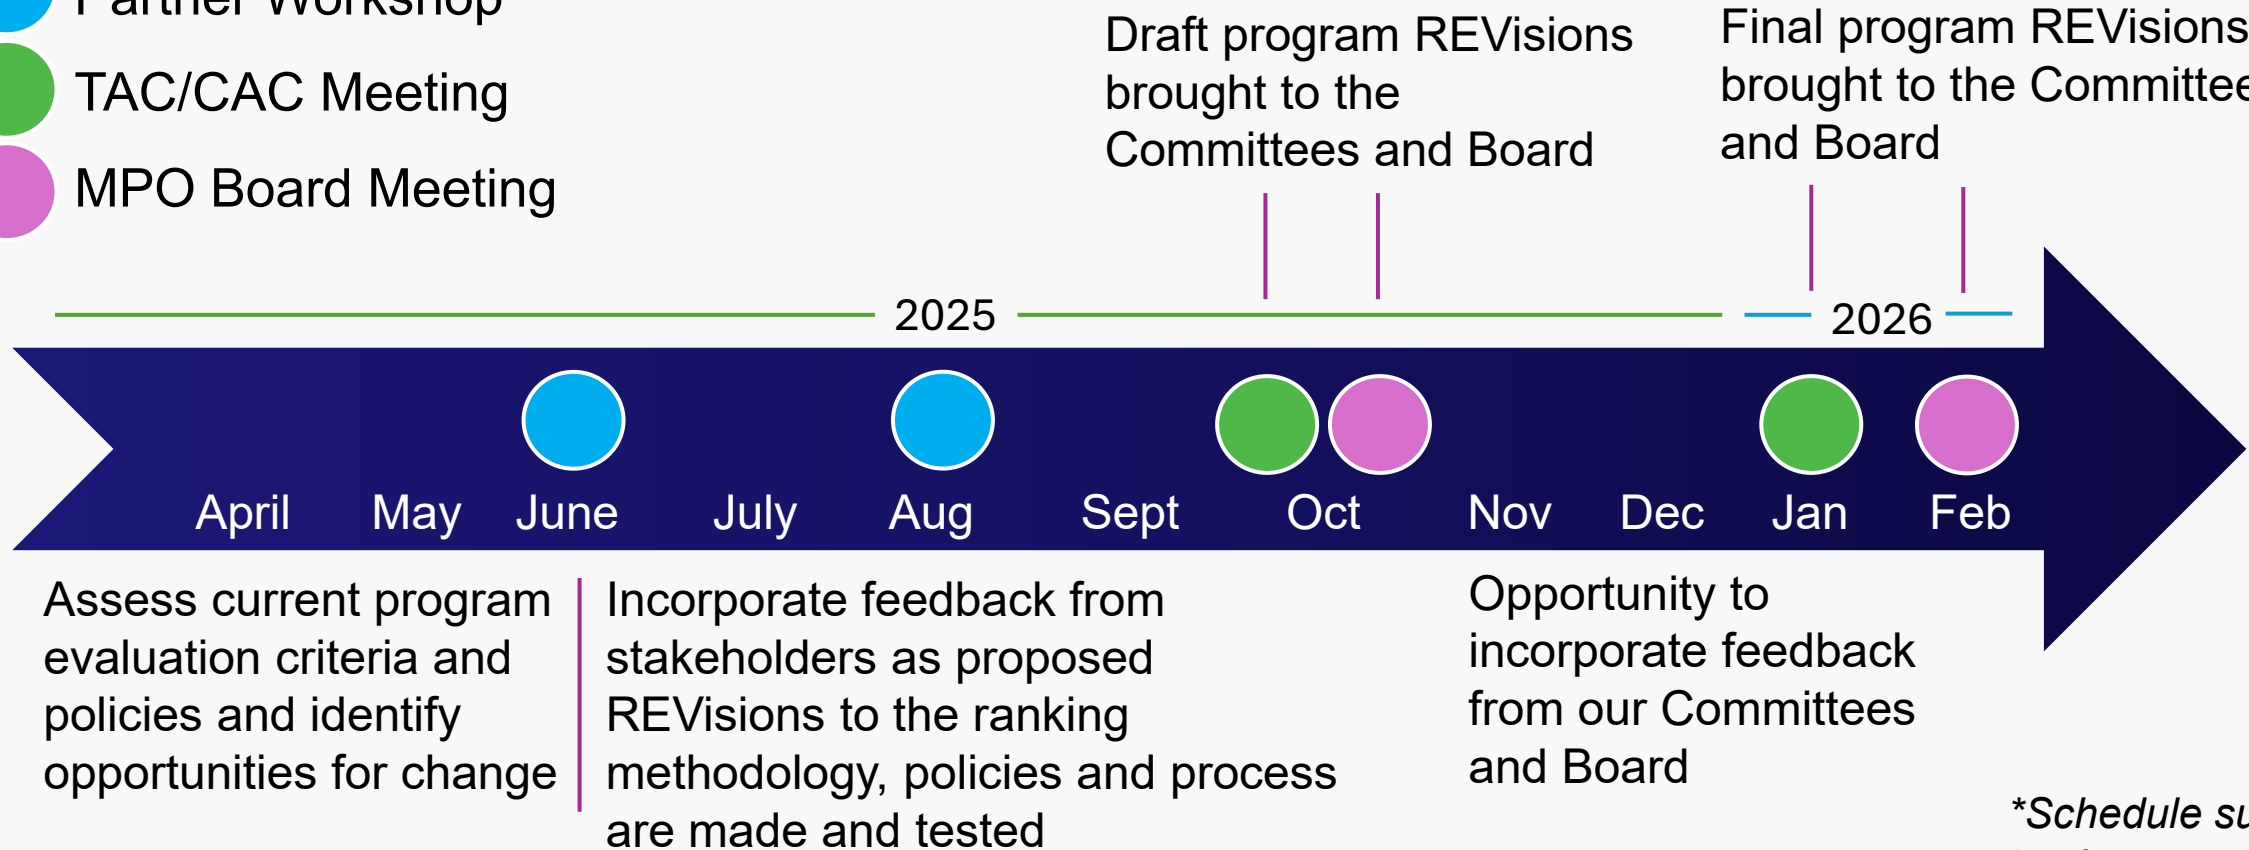 Partner Workshop
TAC/CAC Meeting
MPO Board Meeting
Draft program REVisions
brought to the
Committees and Board
Final program REVisions
brought to the Committee
and Board
2025
2026
April May June July Aug Sept Oct Nov Dec Jan Feb
Assess current program
evaluation criteria and
policies and identify
opportunities for change
Incorporate feedback from
stakeholders as proposed
REVisions to the ranking
methodology, policies and process
are made and tested
Opportunity to
incorporate feedback
from our Committees
and Board
*Schedule